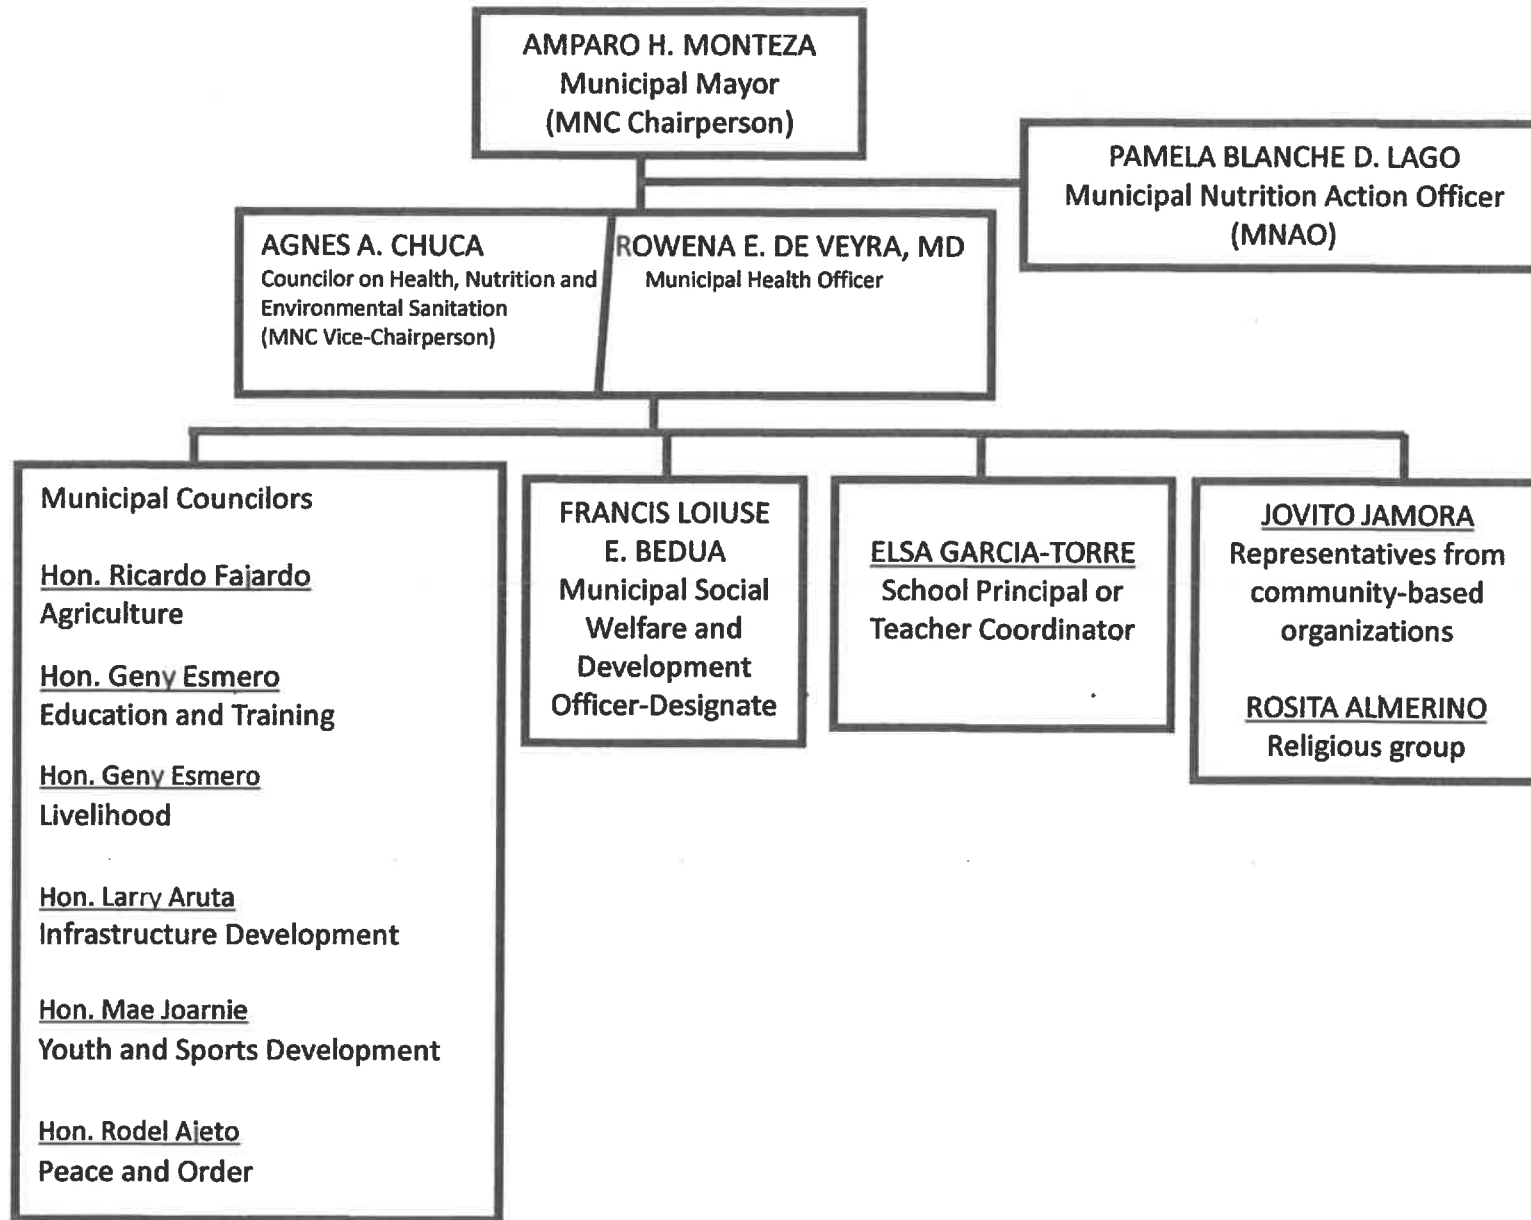 AMPARO H. MONTEZA
Municipal Mayor
(MNC Chairperson)
PAMELA BLANCHE D. LAGO
Municipal Nutrition Action Officer
(MNAO)
AGNES A. CHUCA
Councilor on Health, Nutrition and
Environmental Sanitation
(MNC Vice-Chairperson)
ROWENA E. DE VEYRA, MD
Municipal Health Officer
Municipal Councilors
Hon. Ricardo Fajardo
Agriculture
Hon. Geny Esmero
Education and Training
Hon. Geny Esmero
Livelihood
Hon. Larry Aruta
Infrastructure Development
Hon. Mae Joarnie
Youth and Sports Development
Hon. Rodel Ajeto
Peace and Order
FRANCIS LOIUSE
E. BEDUA
Municipal Social
Welfare and
Development
Officer-Designate
ELSA GARCIA-TORRE
School Principal or
Teacher Coordinator
JOVITO JAMORA
Representatives from
community-based
organizations
ROSITA ALMERINO
Religious group